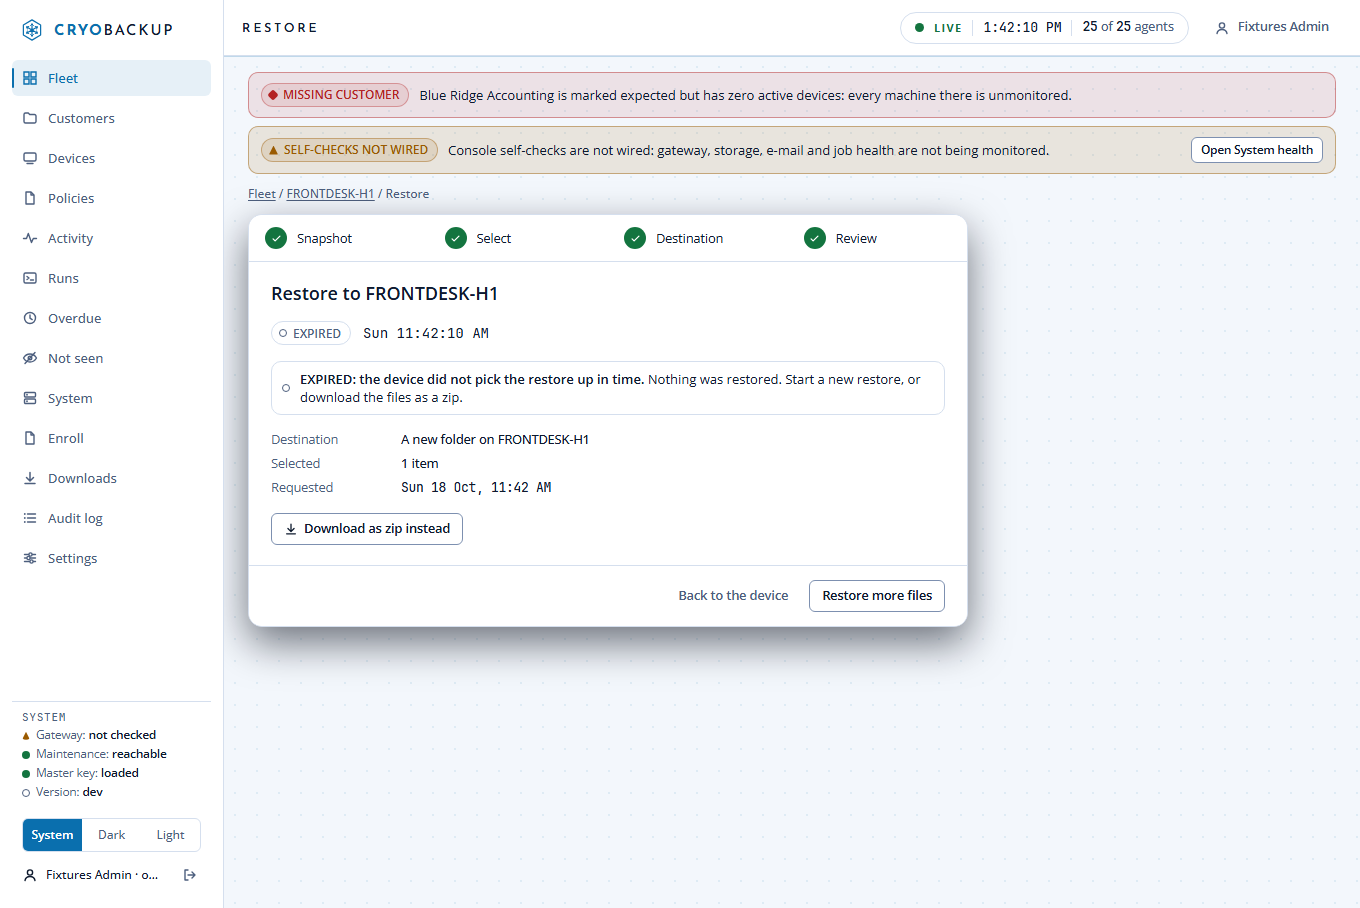 CRYOBACKUP
Fleet
Customers
Devices
Policies
Activity
Runs
Overdue
Not seen
System
Enroll
Downloads
Audit log
Settings
SYSTEM
Gateway: not checked
Maintenance: reachable
Master key: loaded
Version: dev
System Dark Light
Fixtures Admin · o...
RESTORE
LIVE 1:42:10 PM 25 of 25 agents
Fixtures Admin
MISSING CUSTOMER Blue Ridge Accounting is marked expected but has zero active devices: every machine there is unmonitored.
SELF-CHECKS NOT WIRED Console self-checks are not wired: gateway, storage, e-mail and job health are not being monitored. Open System health
Fleet / FRONTDESK-H1 / Restore
Snapshot Select Destination Review
Restore to FRONTDESK-H1
EXPIRED Sun 11:42:10 AM
EXPIRED: the device did not pick the restore up in time. Nothing was restored. Start a new restore, or
download the files as a zip.
Destination A new folder on FRONTDESK-H1
Selected 1 item
Requested Sun 18 Oct, 11:42 AM
Download as zip instead
Back to the device Restore more files